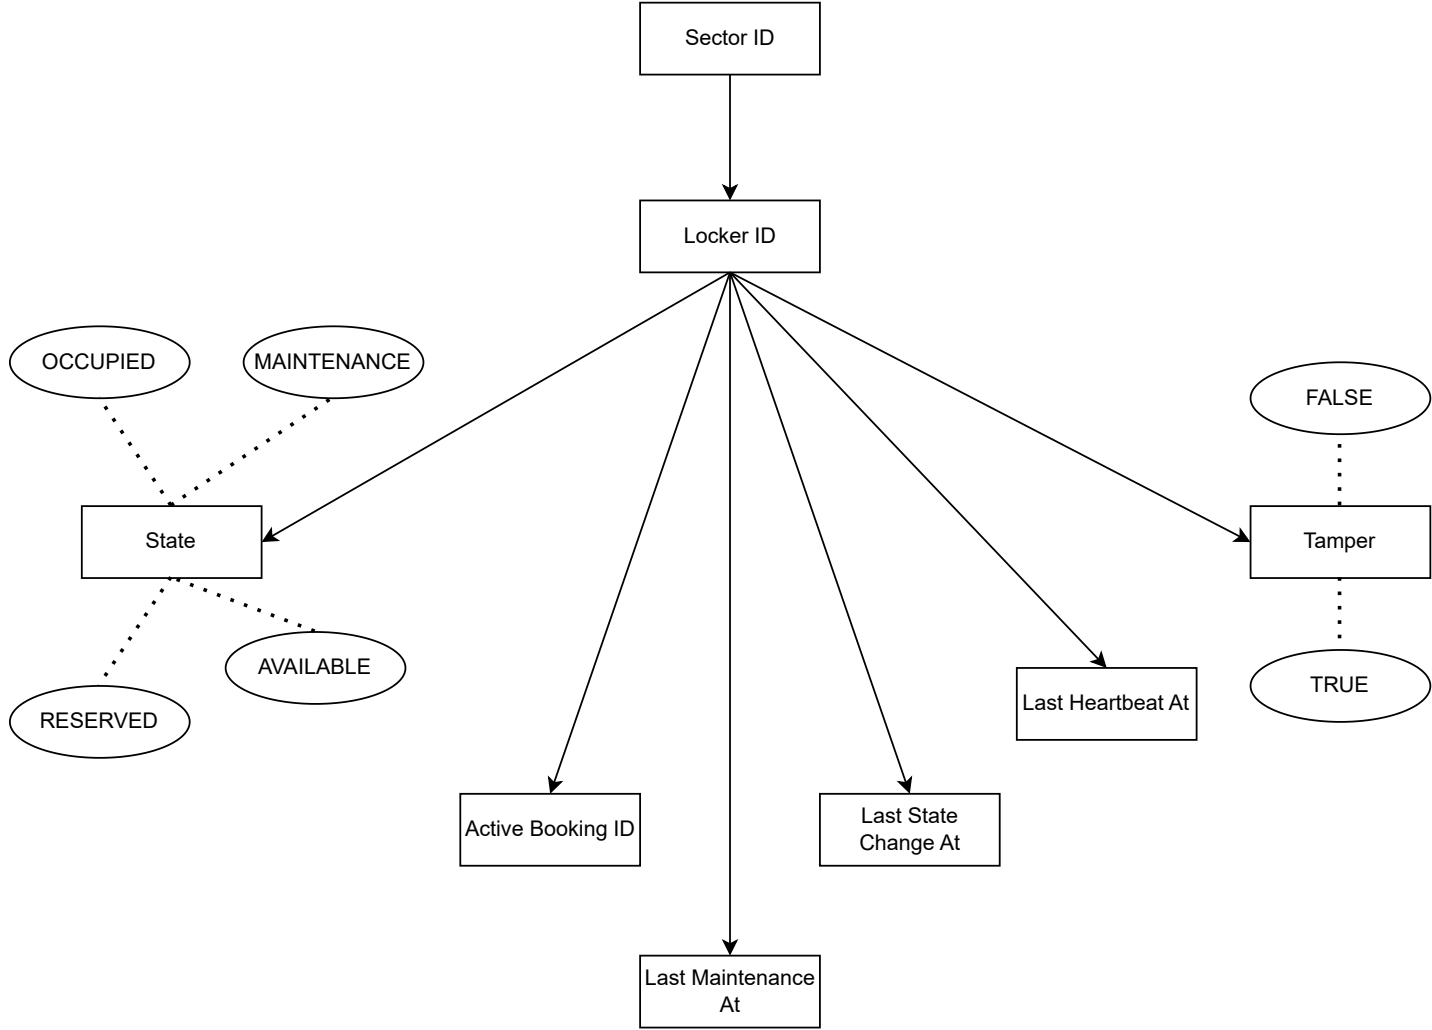 Sector ID
Locker ID
OCCUPIED
MAINTENANCE
FALSE
State
Tamper
AVAILABLE
RESERVED
TRUE
Last Heartbeat At
Active Booking ID
Last State
Change At
Last Maintenance
At